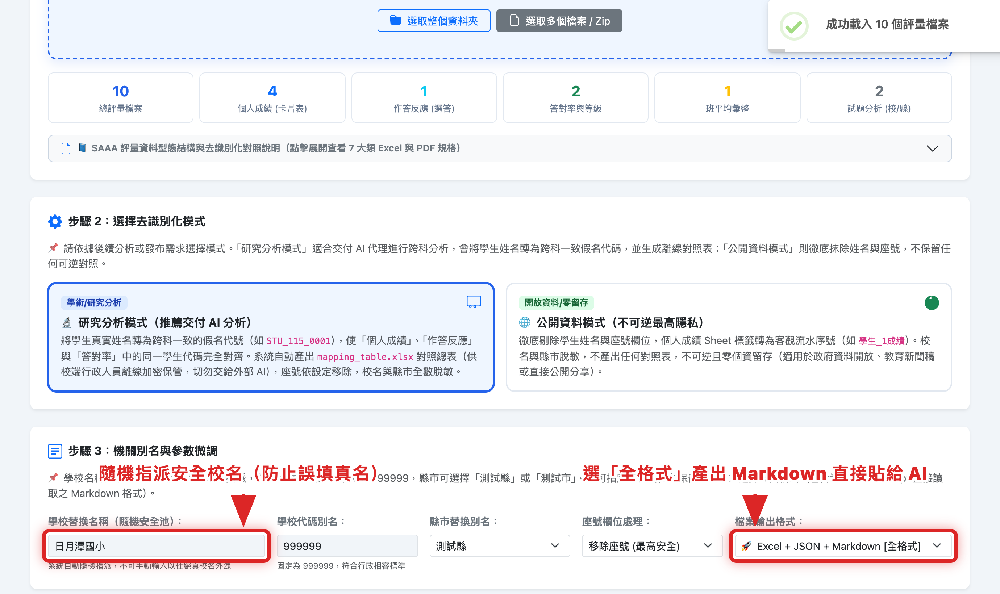 選取整個資料夾
選取多個檔案 / Zip
成功載入 10 個評量檔案
10
總評量檔案
4
個人成績 (卡片表)
1
作答反應 (選答)
2
答對率與等級
1
班平均彙整
2
試題分析 (校/縣)
SAAA 評量資料型態結構與去識別化對照說明（點擊展開查看 7 大類 Excel 與 PDF 規格）
步驟 2：選擇去識別化模式
請依據後續分析或發布需求選擇模式。「研究分析模式」適合交付 AI 代理進行跨科分析，會將學生姓名轉為跨科一致假名代碼，並生成離線對照表；「公開資料模式」則徹底抹除姓名與座號，不保留任
何可逆對照。
學術/研究分析
研究分析模式（推薦交付 AI 分析）
將學生真實姓名轉為跨科一致的假名代號（如 STU_115_0001），使「個人成績」、「作答反應」
與「答對率」中的同一學生代碼完全對齊。系統自動產出 mapping_table.xlsx 對照總表（供
校端行政人員離線加密保管，切勿交給外部 AI），座號依設定移除，校名與縣市全數脫敏。
開放資料/零留存
公開資料模式（不可逆最高隱私）
徹底剔除學生姓名與座號欄位，個人成績 Sheet 標籤轉為客觀流水序號（如 學生_1成績）。校
名與縣市脫敏，不產出任何對照表，不可逆且零個資留存（適用於政府資料開放、教育新聞稿
或直接公開分享）。
步驟 3：機關別名與參數微調
隨機指派安全校名（防止誤填真名）
選「全格式」產出 Markdown 直接貼給 AI
學校名 99999，縣市可選擇「測試縣」或「測試市」。 可指 保 接讀
取之 Markdown 格式）。
學校替換名稱（隨機安全池）：
日月潭國小
系統自動隨機指派，不可手動輸入以杜絕真校名外洩
學校代碼別名：
999999
固定為 999999，符合行政相容標準
縣市替換別名：
測試縣
座號欄位處理：
移除座號 (最高安全)
檔案輸出格式：
Excel + JSON + Markdown [全格式]